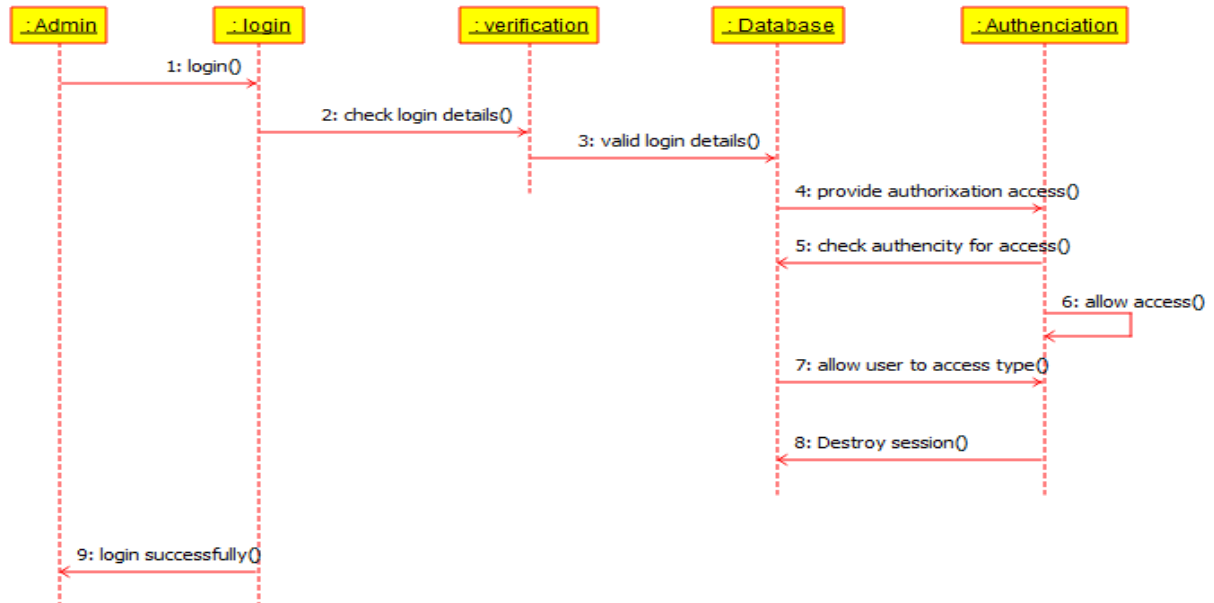 : Admin
: login
: verification
: Database
: Authenciation
1: login()
2: check login details()
3: valid login details()
4: provide authorixation access()
5: check authencity for access()
6: allow access()
7: allow user to access type()
8: Destroy session()
9: login successfully()